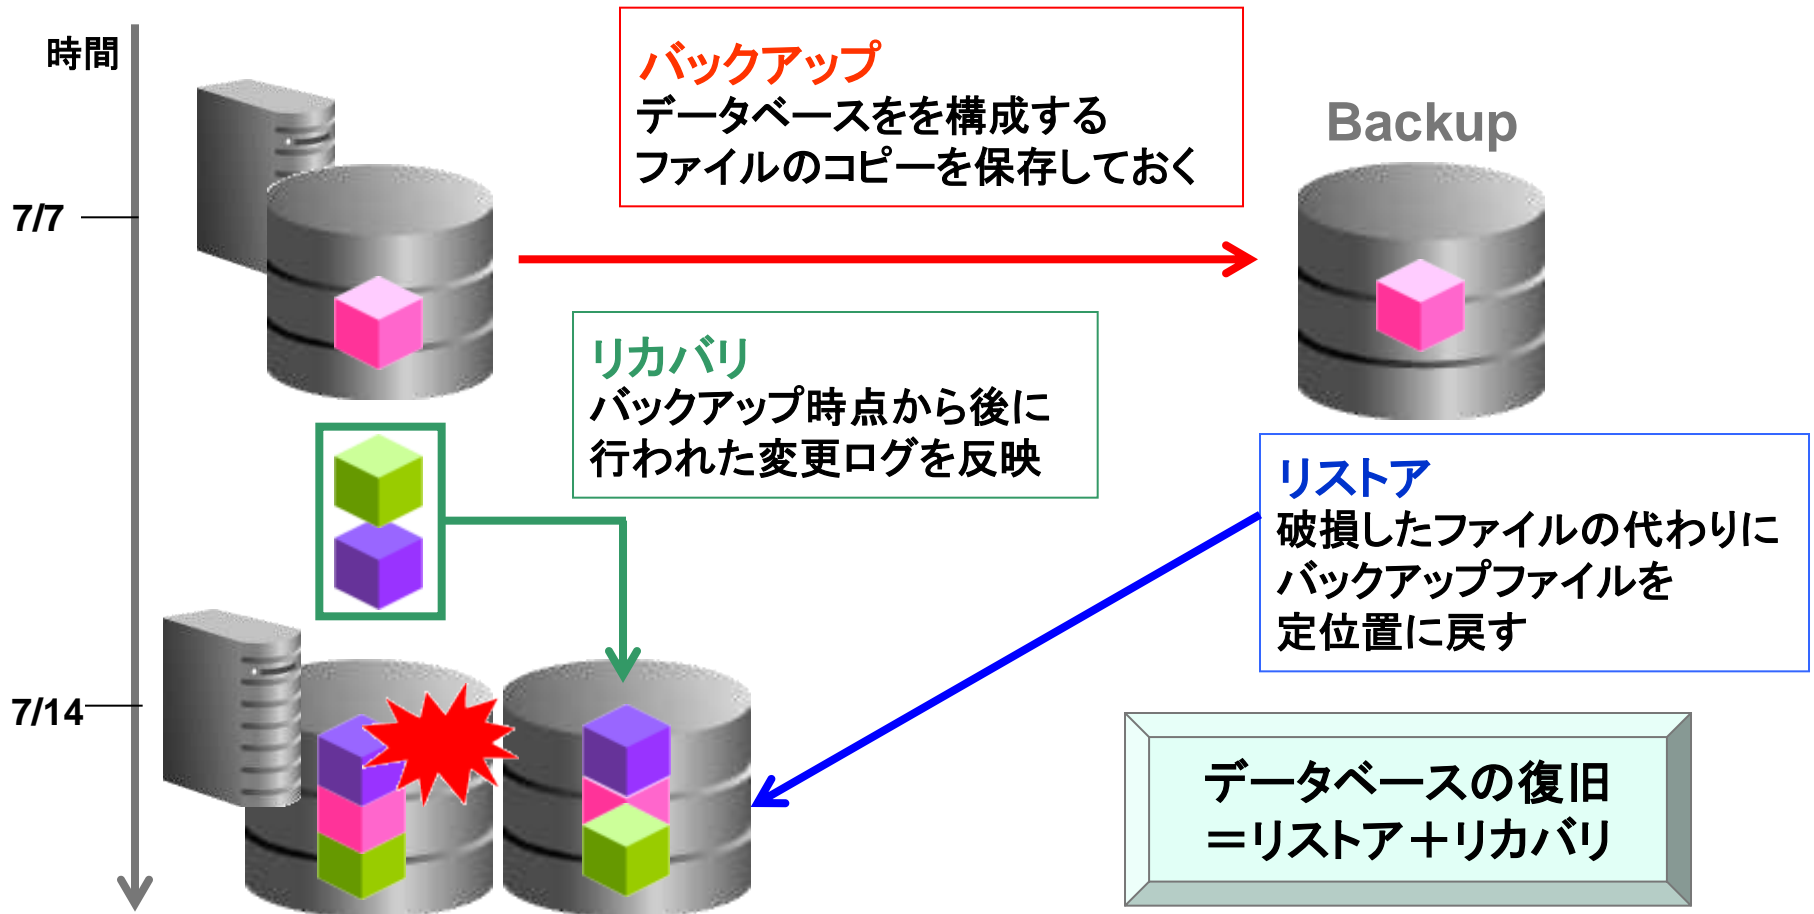 時間
バックアップ
データベースをを構成する
ファイルのコピーを保存しておく
Backup
7/7
リカバリ
バックアップ時点から後に
行われた変更ログを反映
リストア
破損したファイルの代わりに
バックアップファイルを
定位置に戻す
7/14
データベースの復旧
＝リストア＋リカバリ